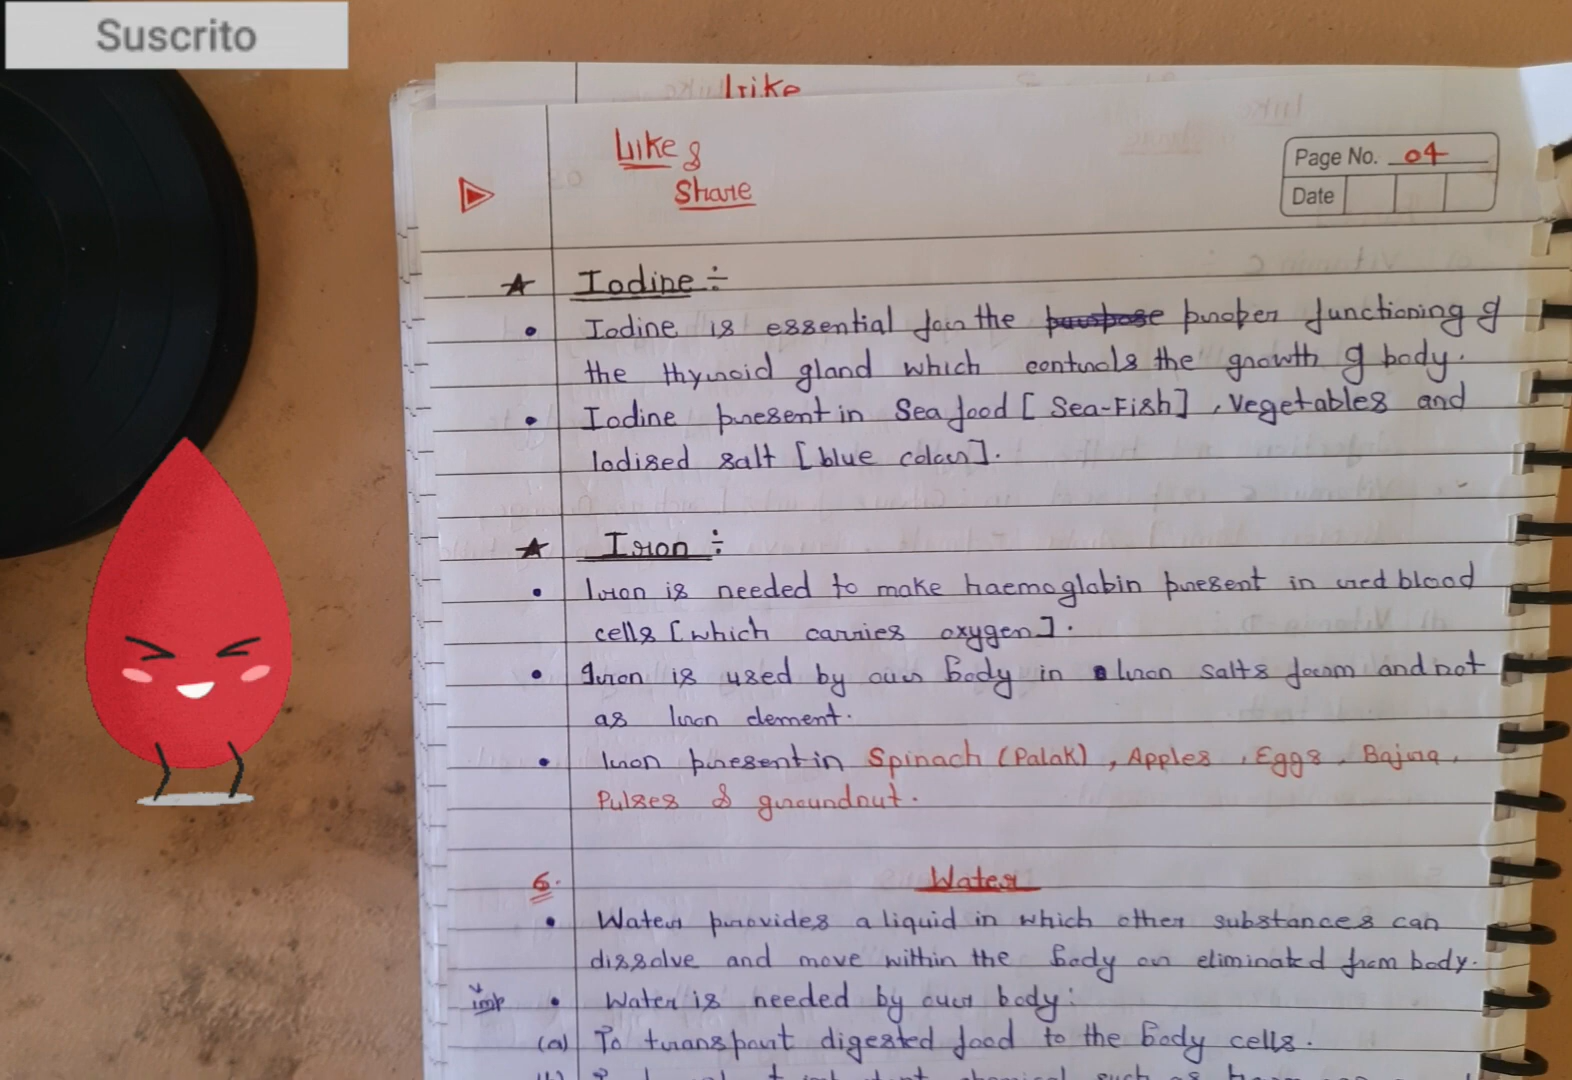 Suscrito
Like
Like &
Share
Page No. 04
Date
Iodine ÷
Iodine is essential for the proper functioning of
the thyroid gland which controls the growth of body.
Iodine present in Sea food [Sea-Fish], Vegetables and
Iodised salt [blue colour].
Iron ÷
Iron is needed to make haemoglobin present in red blood
cells [which carries oxygen].
Iron is used by our body in Iron salts form and not
as Iron element.
Iron present in Spinach (Palak), Apples, Eggs, Bajra,
Pulses & groundnut.
6. Water
Water provides a liquid in which other substances can
dissolve and move within the body or eliminated from body.
imp Water is needed by our body:
(a) To transport digested food to the body cells.